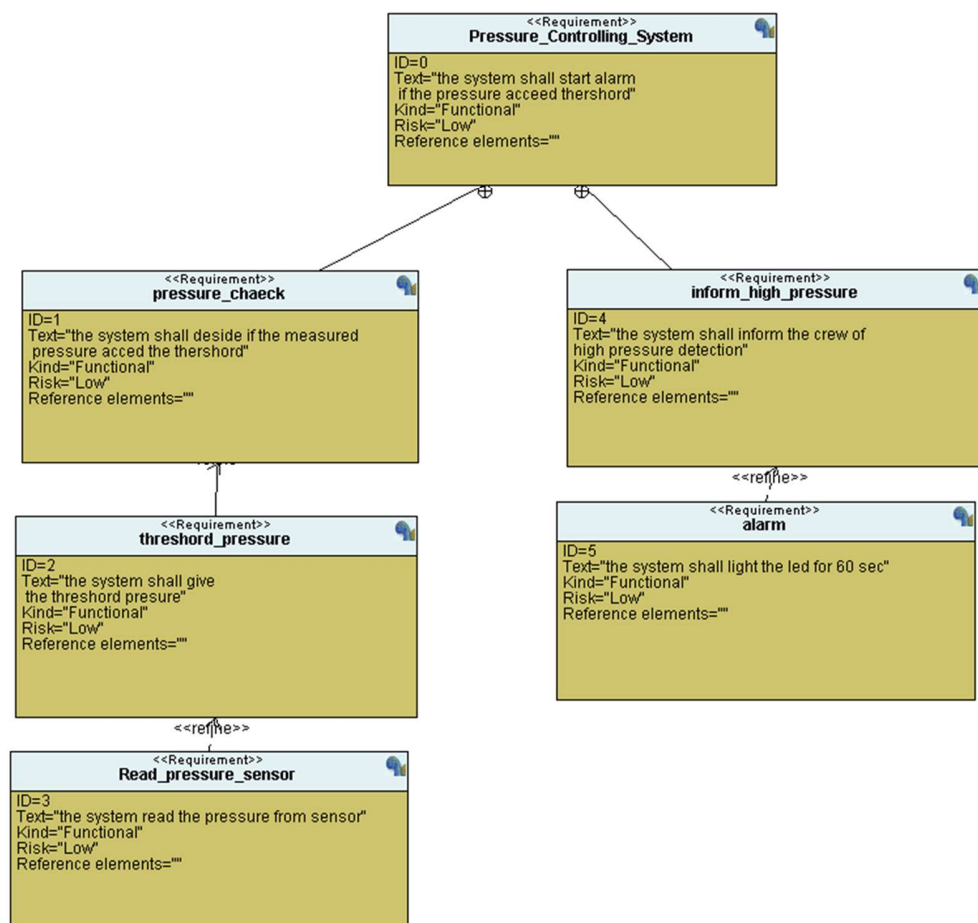 <<Requirement>>
Pressure_Controlling_System
ID=0
Text="the system shall start alarm
if the pressure acceed thershord"
Kind="Functional"
Risk="Low"
Reference elements=""
<<Requirement>>
pressure_chaeck
ID=1
Text="the system shall deside if the measured
pressure acced the thershord"
Kind="Functional"
Risk="Low"
Reference elements=""
<<Requirement>>
inform_high_pressure
ID=4
Text="the system shall inform the crew of
high pressure detection"
Kind="Functional"
Risk="Low"
Reference elements=""
<<refine>>
<<Requirement>>
threshord_pressure
ID=2
Text="the system shall give
the threshord presure"
Kind="Functional"
Risk="Low"
Reference elements=""
<<Requirement>>
alarm
ID=5
Text="the system shall light the led for 60 sec"
Kind="Functional"
Risk="Low"
Reference elements=""
<<refine>>
<<Requirement>>
Read_pressure_sensor
ID=3
Text="the system read the pressure from sensor"
Kind="Functional"
Risk="Low"
Reference elements=""